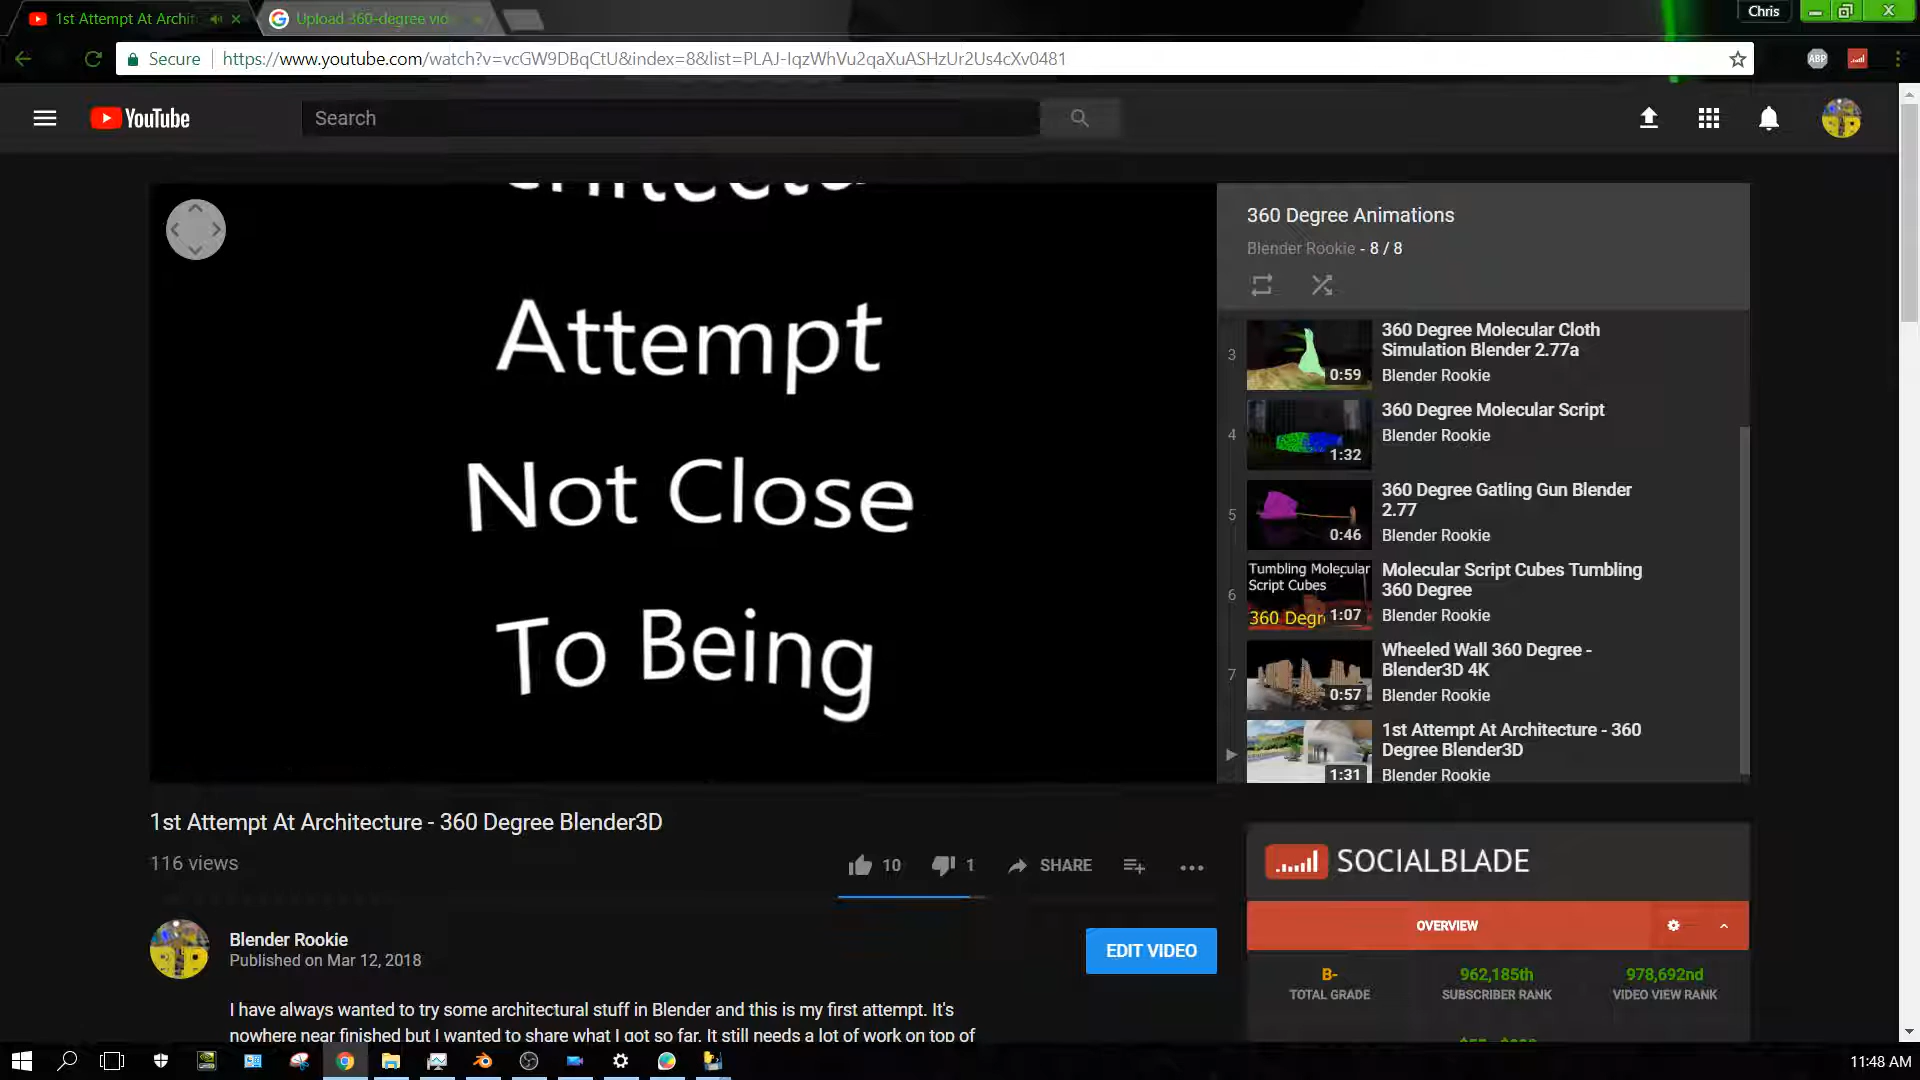 1st Attempt At Archit
Upload 360-degree vid
Chris
Secure
https://www.youtube.com/watch?v=vcGW9DBqCtU&index=8&list=PLAJ-IqzWhVu2qaXuASHzUr2Us4cXv0481
ABP
YouTube
Search
Attempt
Not Close
To Being
360 Degree Animations
Blender Rookie - 8 / 8
3
360 Degree Molecular Cloth
Simulation Blender 2.77a
0:59
Blender Rookie
4
360 Degree Molecular Script
Blender Rookie
1:32
5
360 Degree Gatling Gun Blender
2.77
0:46
Blender Rookie
6
Tumbling Molecular
Script Cubes
360 Degr
1:07
Molecular Script Cubes Tumbling
360 Degree
Blender Rookie
7
Wheeled Wall 360 Degree -
Blender3D 4K
0:57
Blender Rookie
1st Attempt At Architecture - 360
Degree Blender3D
1:31
Blender Rookie
1st Attempt At Architecture - 360 Degree Blender3D
116 views
10
1
SHARE
Blender Rookie
Published on Mar 12, 2018
EDIT VIDEO
I have always wanted to try some architectural stuff in Blender and this is my first attempt. It's
nowhere near finished but I wanted to share what I got so far. It still needs a lot of work on top of
SOCIALBLADE
OVERVIEW
B-
TOTAL GRADE
962,185th
SUBSCRIBER RANK
978,692nd
VIDEO VIEW RANK
11:48 AM